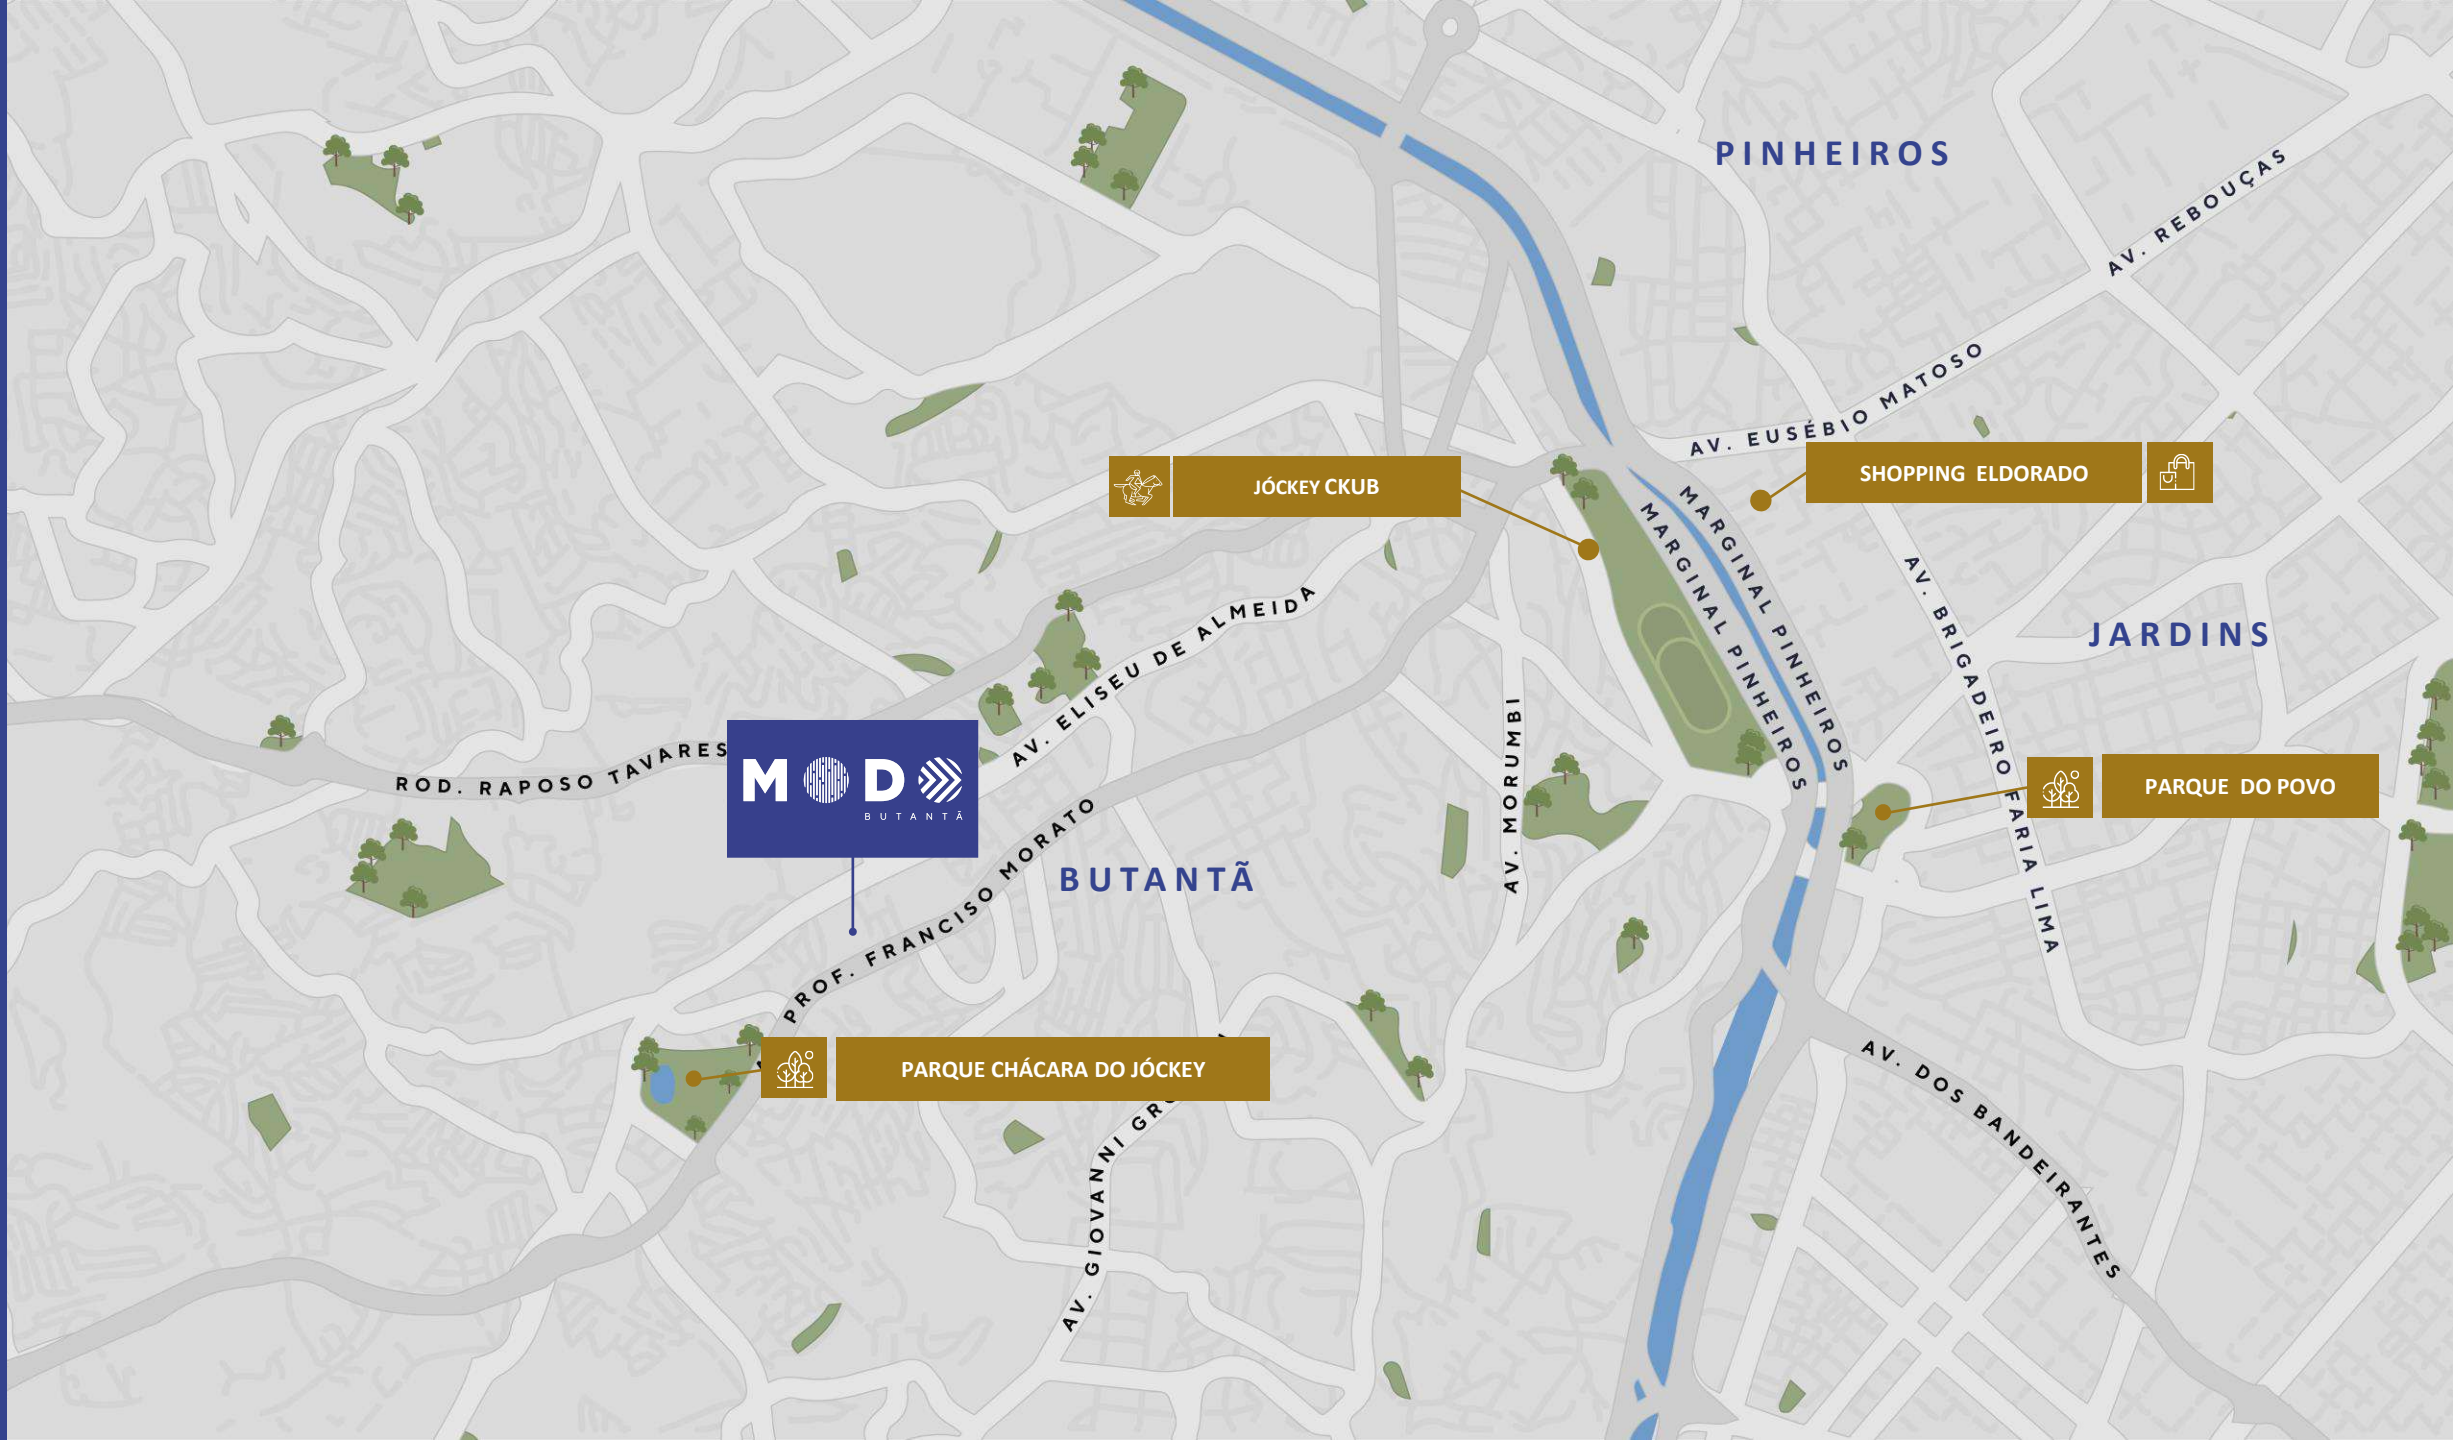 PINHEIROS
AV. REBOUÇAS
AV. EUSÉBIO MATOSO
SHOPPING ELDORADO
JÓCKEY CKUB
MARGINAL PINHEIROS
MARGINAL PINHEIROS
AV. BRIGADEIRO FARIA LIMA
JARDINS
AV. ELISEU DE ALMEIDA
AV. MORUMBI
ROD. RAPOSO TAVARES
MODO
BUTANTÃ
PARQUE DO POVO
PROF. FRANCISO MORATO
BUTANTÃ
PARQUE CHÁCARA DO JÓCKEY
AV. GIOVANNI
AV. DOS BANDEIRANTES